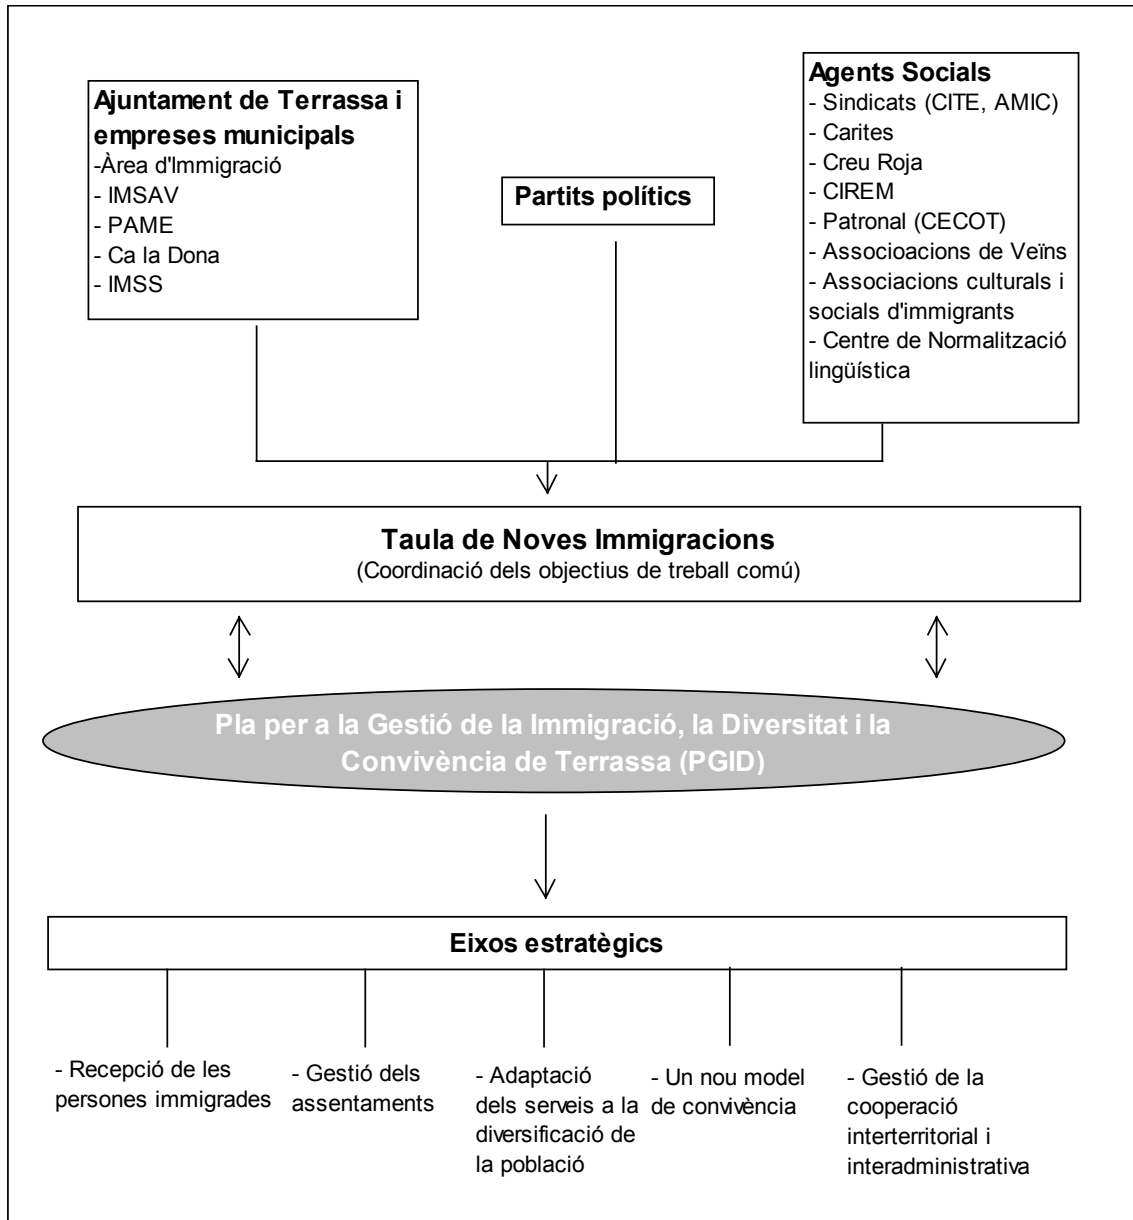 Ajuntament de Terrassa i
empreses municipals
-Àrea d'Immigració
- IMSAV
- PAME
- Ca la Dona
- IMSS
Partits polítics
Agents Socials
- Sindicats (CITE, AMIC)
- Carites
- Creu Roja
- CIREM
- Patronal (CECOT)
- Associoacions de Veïns
- Associacions culturals i
socials d'immigrants
- Centre de Normalització
lingüística
Taula de Noves Immigracions
(Coordinació dels objectius de treball comú)
Pla per a la Gestió de la Immigració, la Diversitat i la
Convivència de Terrassa (PGID)
Eixos estratègics
- Recepció de les
persones immigrades
- Gestió dels
assentaments
- Adaptació
dels serveis a la
diversificació de
la població
- Un nou model
de convivència
- Gestió de la
cooperació
interterritorial i
interadministrativa